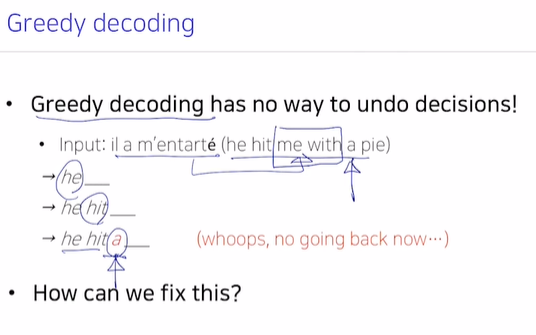 Greedy decoding
• Greedy decoding has no way to undo decisions!
• Input: il a m'entarté (he hit me with a pie)
→ he ___
→ he hit ___
→ he hit a ___ (whoops, no going back now…)
• How can we fix this?